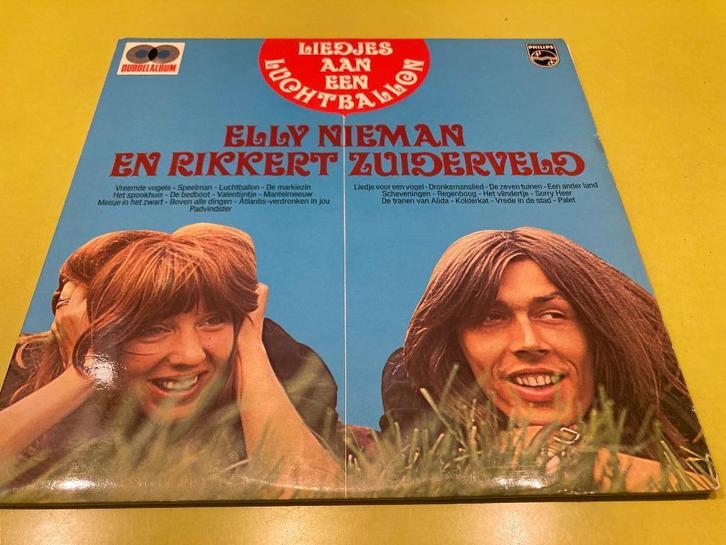 DUBBELALBUM
LIEDJES
AAN
EEN
LUCHTBALLON
PHILIPS
ELLY NIEMAN
EN RIKKERT ZUIDERVELD
Vreemde vogels - Speelman - Luchtballon - De markiezin
Het spookhuis - De bedboot - Valentijntje - Mantelmeeuw
Meisje in het zwart - Boven alle dingen - Atlantis-verdronken in jou
Padvindster
Liedje voor een vogel - Dronkemanslied - De zeven tuinen - Een ander land
Scheveningen - Regenboog - Het vlindertje - Sorry Heer
De tranen van Alida - Kolderkat - Vrede in de stad - Palet